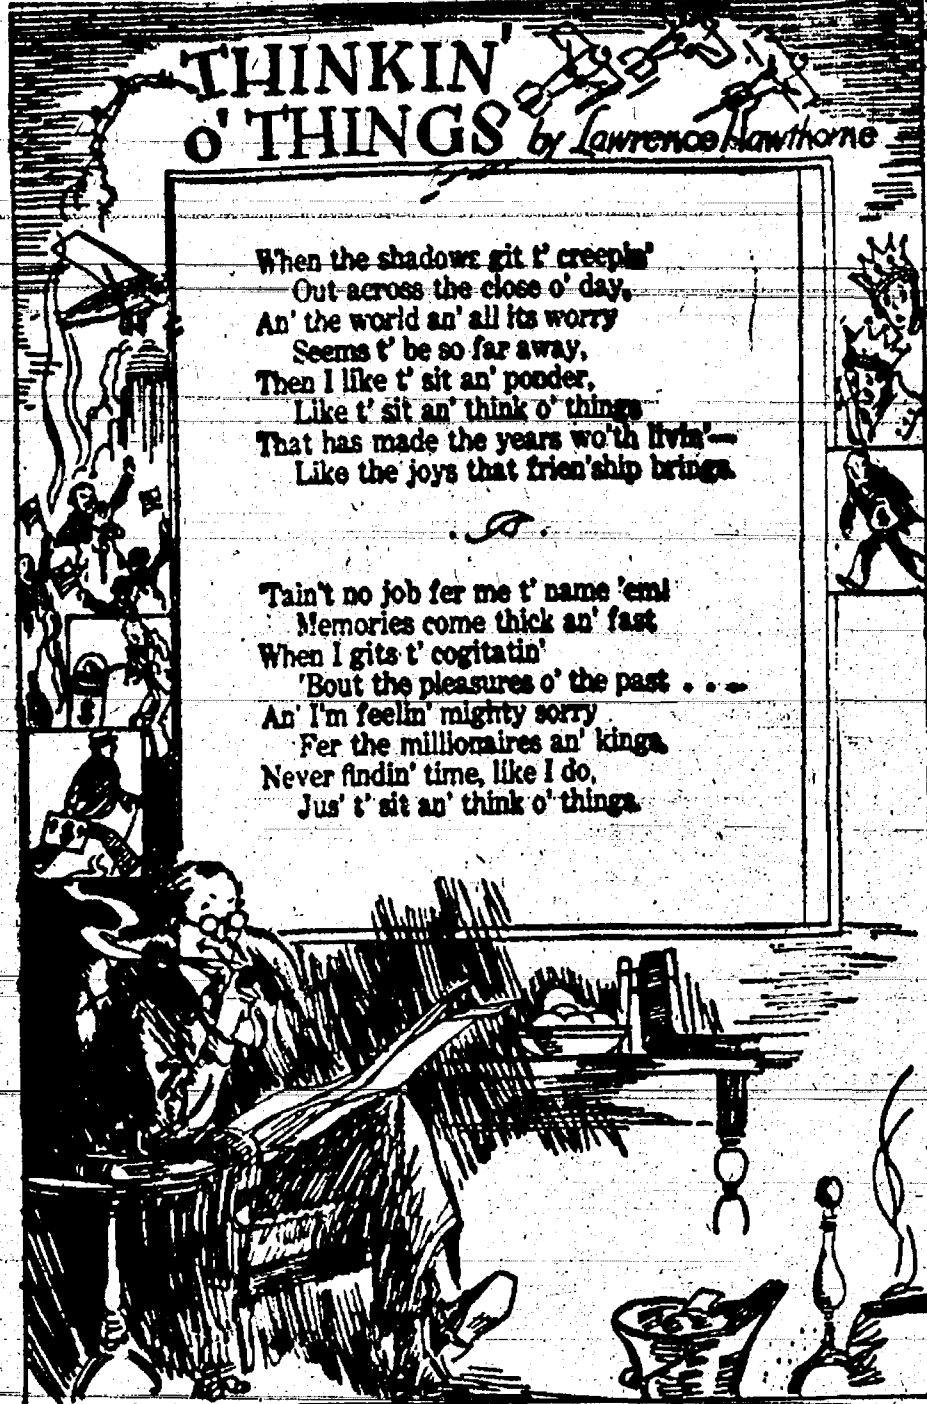 THINKIN'
O' THINGS by Lawrence Hawthorne
When the shadows git t' creepin'
Out across the close o' day,
An' the world an' all its worry
Seems t' be so far away,
Then I like t' sit an' ponder,
Like t' sit an' think o' things
That has made the years wo'th livin'—
Like the joys that frien'ship brings.
'Tain't no job fer me t' name 'em!
Memories come thick an' fast
When I gits t' cogitatin'
'Bout the pleasures o' the past . . .
An' I'm feelin' mighty sorry
Fer the millionaires an' kings,
Never findin' time, like I do,
Jus' t' sit an' think o' things.
$
$